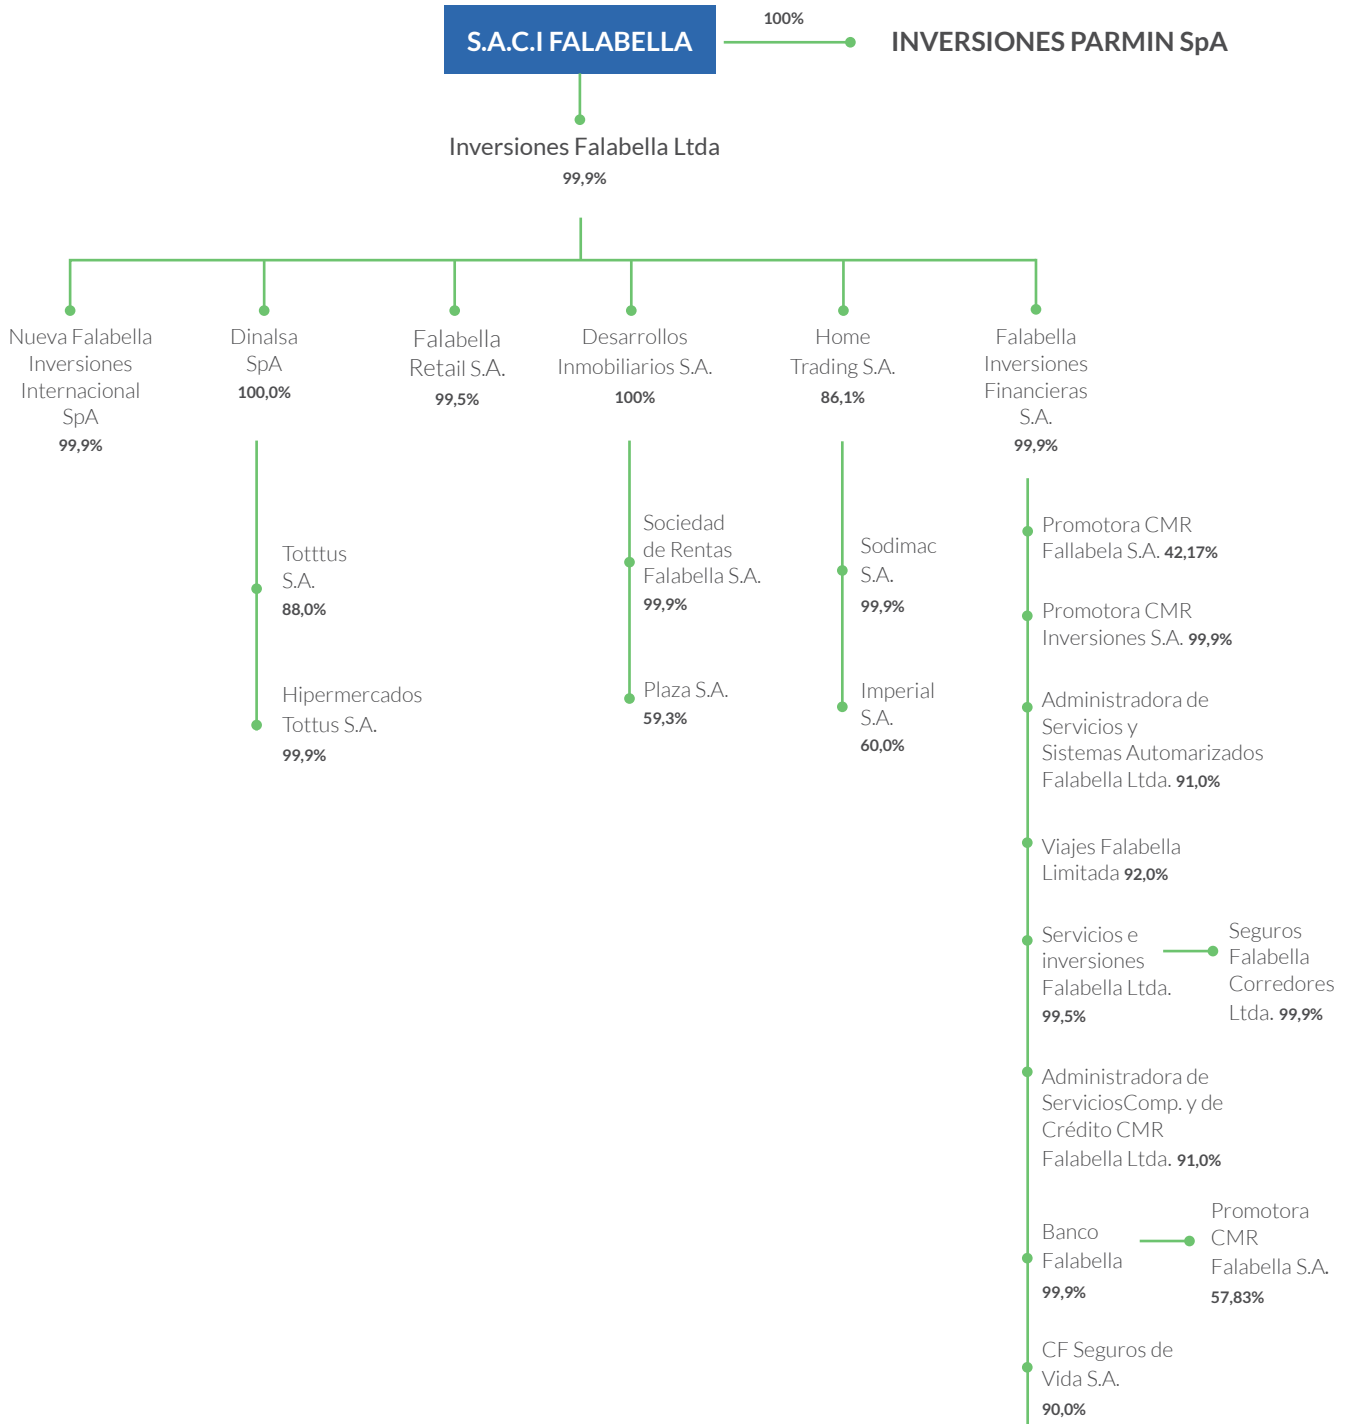 S.A.C.I FALABELLA
100%
INVERSIONES PARMIN SpA
Inversiones Falabella Ltda
99,9%
Nueva Falabella
Inversiones
Internacional
SpA
99,9%
Dinalsa
SpA
100,0%
Falabella
Retail S.A.
99,5%
Desarrollos
Inmobiliarios S.A.
100%
Home
Trading S.A.
86,1%
Falabella
Inversiones
Financieras
S.A.
99,9%
Totttus
S.A.
88,0%
Hipermercados
Tottus S.A.
99,9%
Sociedad
de Rentas
Falabella S.A.
99,9%
Plaza S.A.
59,3%
Sodimac
S.A.
99,9%
Imperial
S.A.
60,0%
Promotora CMR
Fallabela S.A. 42,17%
Promotora CMR
Inversiones S.A. 99,9%
Administradora de
Servicios y
Sistemas Automarizados
Falabella Ltda. 91,0%
Viajes Falabella
Limitada 92,0%
Servicios e
inversiones
Falabella Ltda.
99,5%
Seguros
Falabella
Corredores
Ltda. 99,9%
Administradora de
ServiciosComp. y de
Crédito CMR
Falabella Ltda. 91,0%
Banco
Falabella
99,9%
Promotora
CMR
Falabella S.A.
57,83%
CF Seguros de
Vida S.A.
90,0%